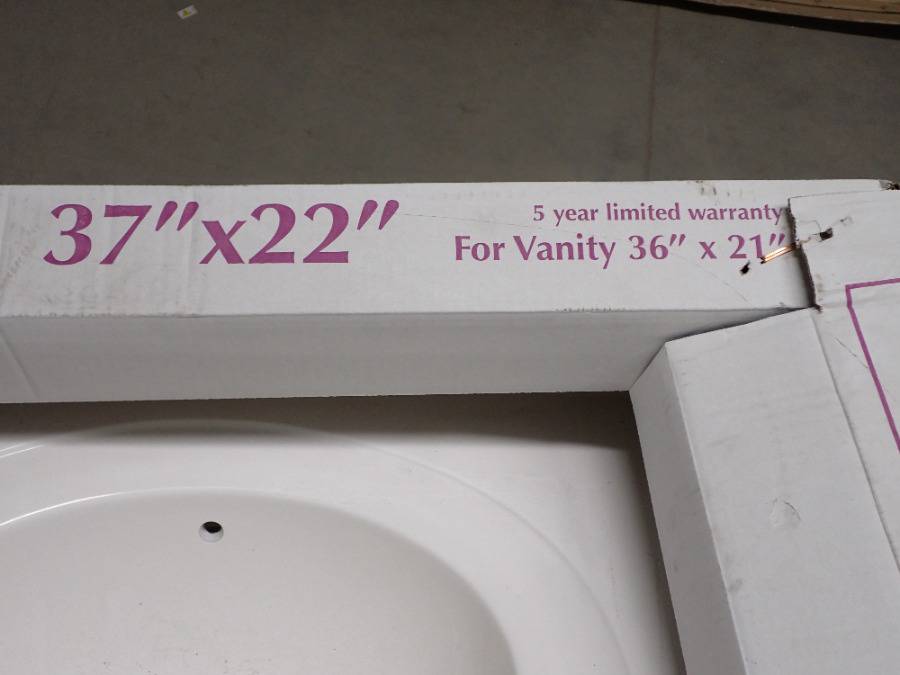 37"x22"
5 year limited warranty
For Vanity 36" x 21"